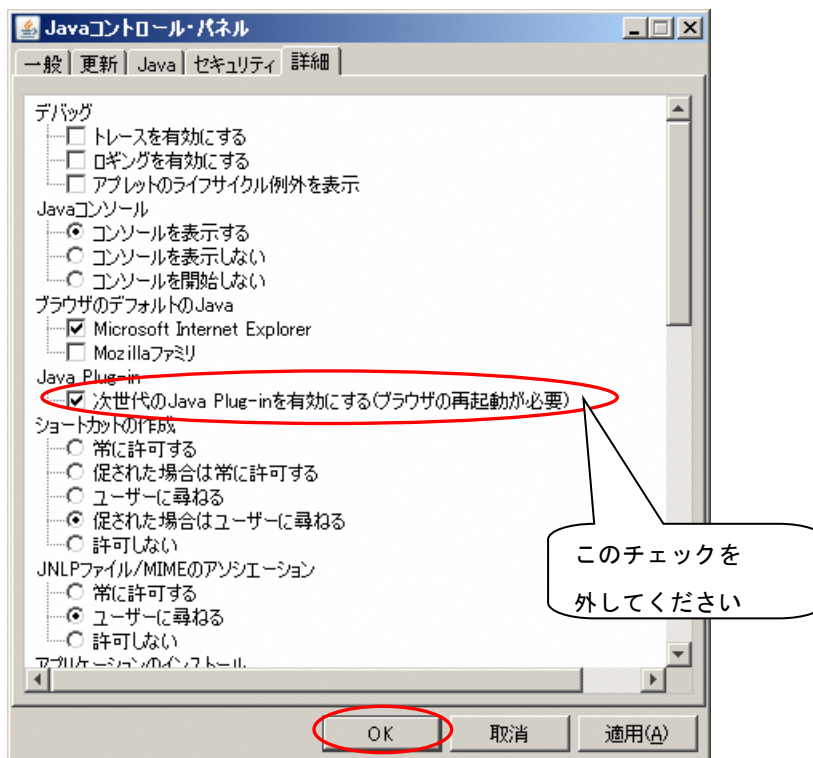 Javaコントロール・パネル
一般 更新 Java セキュリティ 詳細
デバッグ
トレースを有効にする
ロギングを有効にする
アプレットのライフサイクル例外を表示
Javaコンソール
コンソールを表示する
コンソールを表示しない
コンソールを開始しない
ブラウザのデフォルトのJava
Microsoft Internet Explorer
Mozillaファミリ
Java Plug-in
次世代のJava Plug-inを有効にする(ブラウザの再起動が必要)
ショートカットの作成
常に許可する
促された場合は常に許可する
ユーザーに尋ねる
促された場合はユーザーに尋ねる
許可しない
JNLPファイル/MIMEのアソシエーション
常に許可する
ユーザーに尋ねる
許可しない
アプリケーションのインストール
このチェックを
外してください
OK 取消 適用(A)